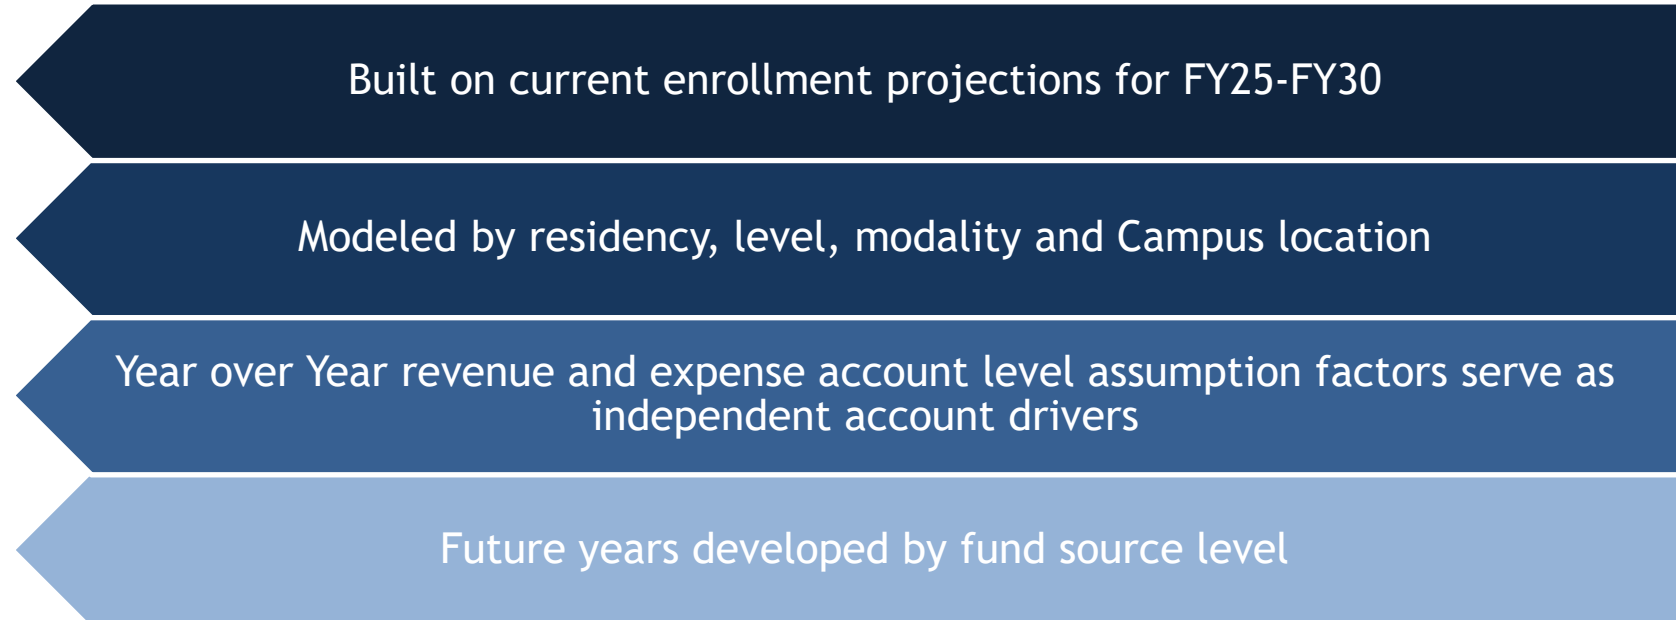 Built on current enrollment projections for FY25-FY30
Modeled by residency, level, modality and Campus location
Year over Year revenue and expense account level assumption factors serve as
independent account drivers
Future years developed by fund source level